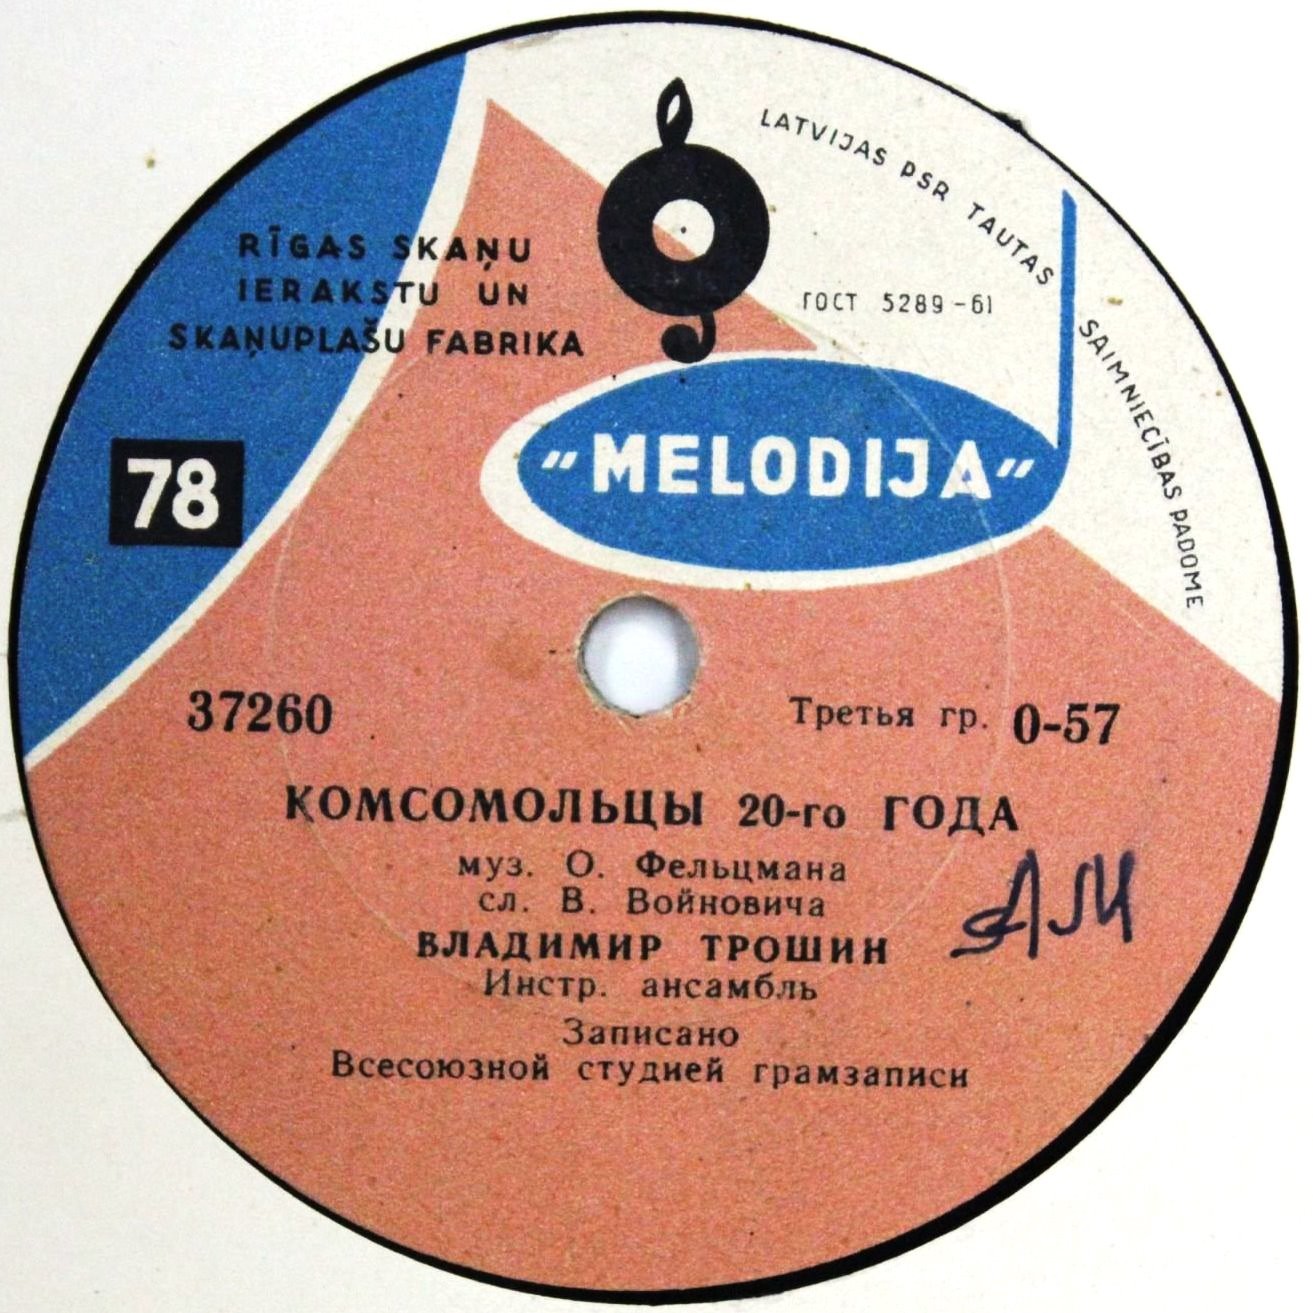 LATVIJAS PSR TAUTAS SAIMNIECĪBAS PADOME
RĪGAS SKAŅU
IERAKSTU UN
SKAŅUPLAŠU FABRIKA
ГОСТ 5289-61
"MELODIJA"
78
37260
Третья гр. 0-57
КОМСОМОЛЬЦЫ 20-го ГОДА
муз. О. Фельцмана
сл. В. Войновича
ВЛАДИМИР ТРОШИН
Инстр. ансамбль
Записано
Всесоюзной студией грамзаписи